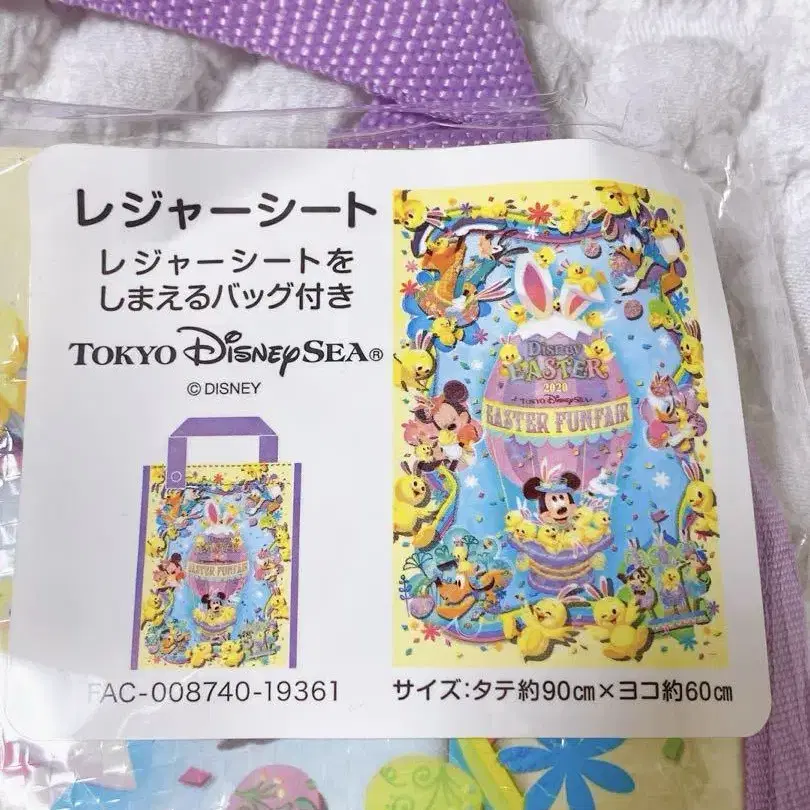 レジャーシート
レジャーシートを
しまえるバッグ付き
TOKYO DISNEYSEA®
© DISNEY
EASTER FUNFAIR
FAC-008740-19361
Disney
EASTER
2020
TOKYO DISNEYSEA
EASTER FUNFAIR
サイズ:タテ約90cm×ヨコ約60cm